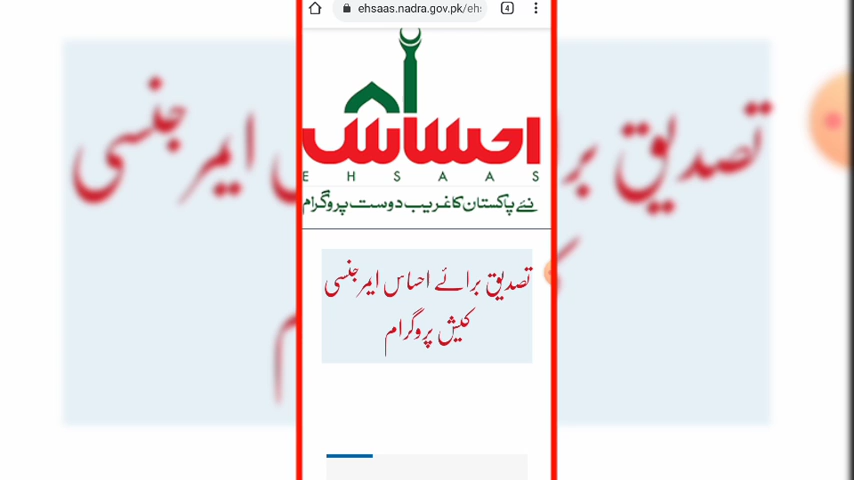 ehsaas.nadra.gov.pk/eh
4
احساس
EHSAAS
نئے پاکستان کا غریب دوست پروگرام
تصدیق برائے احساس ایمرجنسی
کیش پروگرام